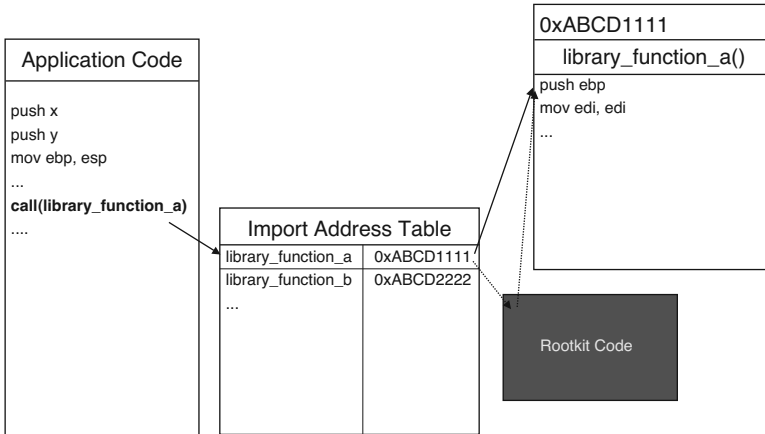 Application Code
push x
push y
mov ebp, esp
...
call(library_function_a)
....
Import Address Table
library_function_a 0xABCD1111
library_function_b 0xABCD2222
...
0xABCD1111
library_function_a()
push ebp
mov edi, edi
...
Rootkit Code